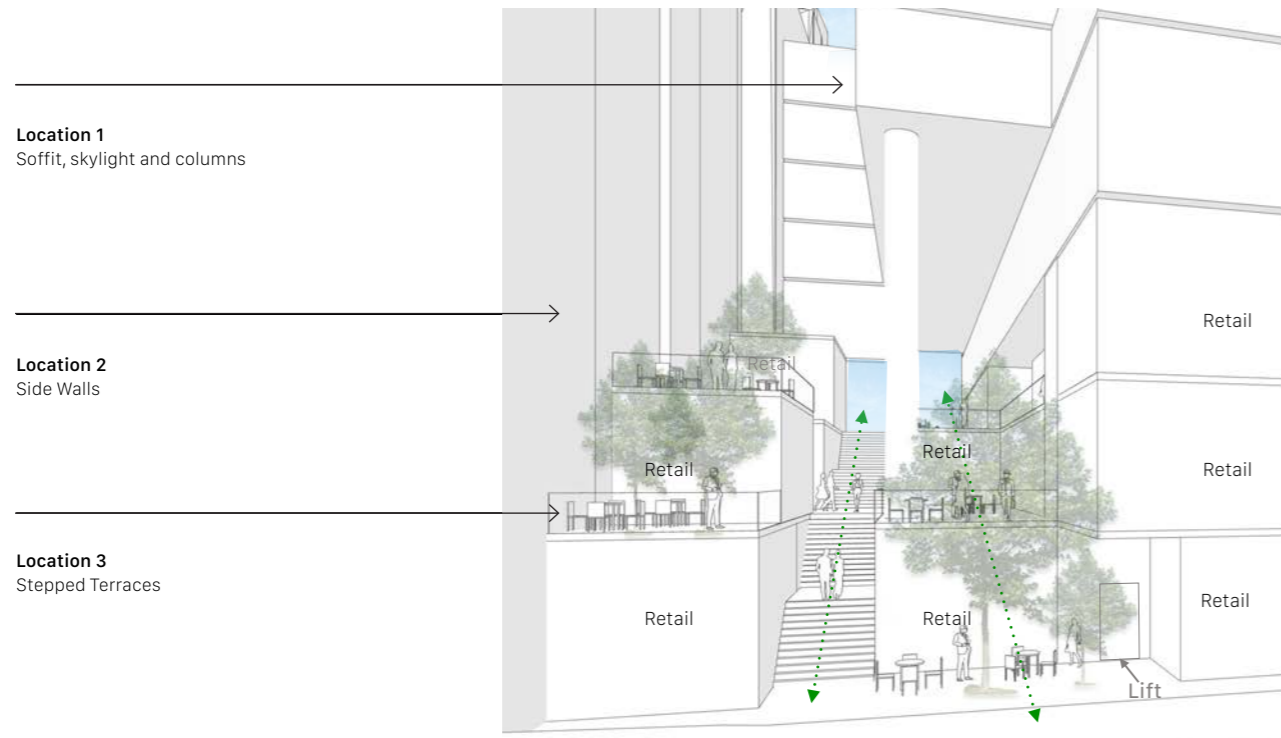 Location 1
Soffit, skylight and columns
Location 2
Side Walls
Location 3
Stepped Terraces
Retail
Retail
Retail
Retail
Retail
Retail
Retail
Retail
Lift